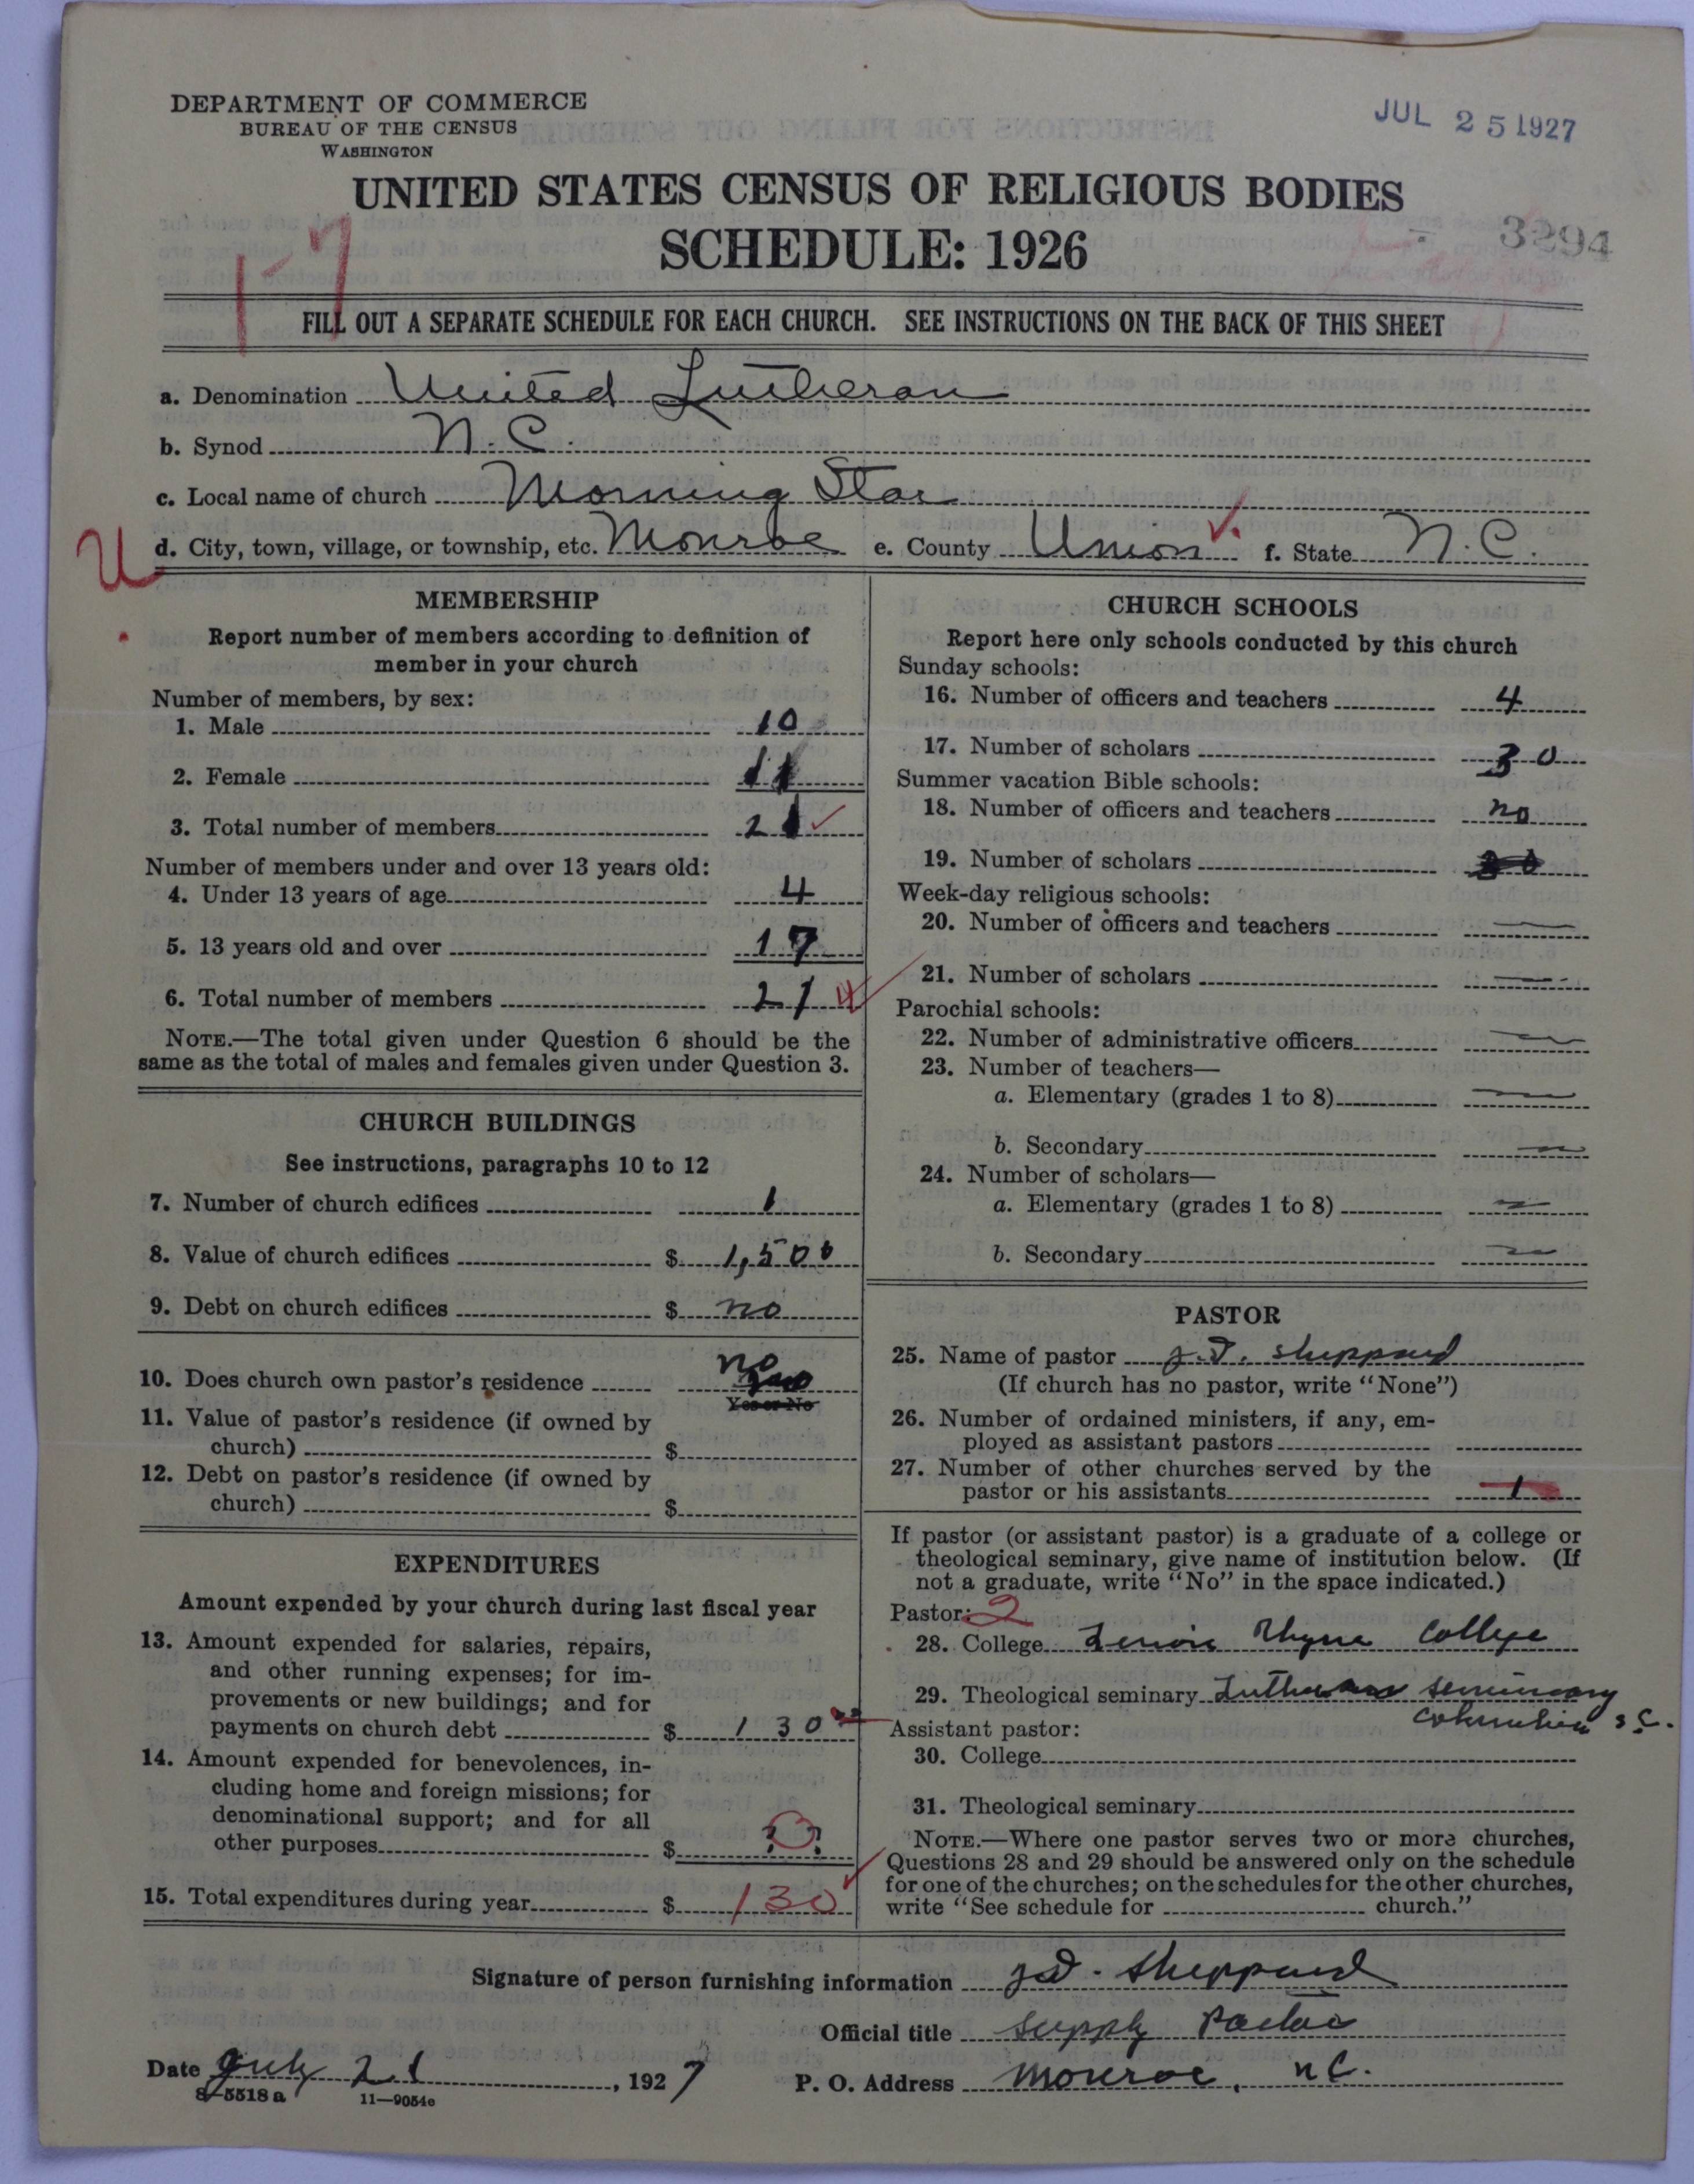 DEPARTMENT OF COMMERCE
BUREAU OF THE CENSUS
WASHINGTON
JUL 25 1927
UNITED STATES CENSUS OF RELIGIOUS BODIES
SCHEDULE: 1926
3294
1-7
FILL OUT A SEPARATE SCHEDULE FOR EACH CHURCH. SEE INSTRUCTIONS ON THE BACK OF THIS SHEET
a. Denomination United Lutheran
b. Synod N.C.
c. Local name of church Morning Star
U d. City, town, village, or township, etc. Monroe e. County Union f. State N.C.
MEMBERSHIP
Report number of members according to definition of
member in your church
Number of members, by sex:
1. Male 10
2. Female 11
3. Total number of members 21
Number of members under and over 13 years old:
4. Under 13 years of age 4
5. 13 years old and over 17
6. Total number of members 21
NOTE.—The total given under Question 6 should be the
same as the total of males and females given under Question 3.
CHURCH BUILDINGS
See instructions, paragraphs 10 to 12
7. Number of church edifices 1
8. Value of church edifices $ 1,500
9. Debt on church edifices $ no
10. Does church own pastor's residence no
Yes or No
11. Value of pastor's residence (if owned by
church) $
12. Debt on pastor's residence (if owned by
church) $
EXPENDITURES
Amount expended by your church during last fiscal year
13. Amount expended for salaries, repairs,
and other running expenses; for im-
provements or new buildings; and for
payments on church debt $ 130
14. Amount expended for benevolences, in-
cluding home and foreign missions; for
denominational support; and for all
other purposes $ ? ?
15. Total expenditures during year $ 130
CHURCH SCHOOLS
Report here only schools conducted by this church
Sunday schools:
16. Number of officers and teachers 4
17. Number of scholars 30
Summer vacation Bible schools:
18. Number of officers and teachers no
19. Number of scholars
Week-day religious schools:
20. Number of officers and teachers —
21. Number of scholars —
Parochial schools:
22. Number of administrative officers —
23. Number of teachers—
a. Elementary (grades 1 to 8) —
b. Secondary —
24. Number of scholars—
a. Elementary (grades 1 to 8) —
b. Secondary —
PASTOR
25. Name of pastor J.D. Sheppard
(If church has no pastor, write "None")
26. Number of ordained ministers, if any, em-
ployed as assistant pastors
27. Number of other churches served by the
pastor or his assistants 1
If pastor (or assistant pastor) is a graduate of a college or
theological seminary, give name of institution below. (If
not a graduate, write "No" in the space indicated.)
Pastor: 2
28. College Lenoir Rhyne College
29. Theological seminary Lutheran Seminary
Columbia S.C.
Assistant pastor:
30. College
31. Theological seminary
NOTE.—Where one pastor serves two or more churches,
Questions 28 and 29 should be answered only on the schedule
for one of the churches; on the schedules for the other churches,
write "See schedule for church."
Signature of person furnishing information J.D. Sheppard
Official title Supply Pastor
Date July 21, 1927 P. O. Address Monroe, N.C.
8-5518a 11—9054e